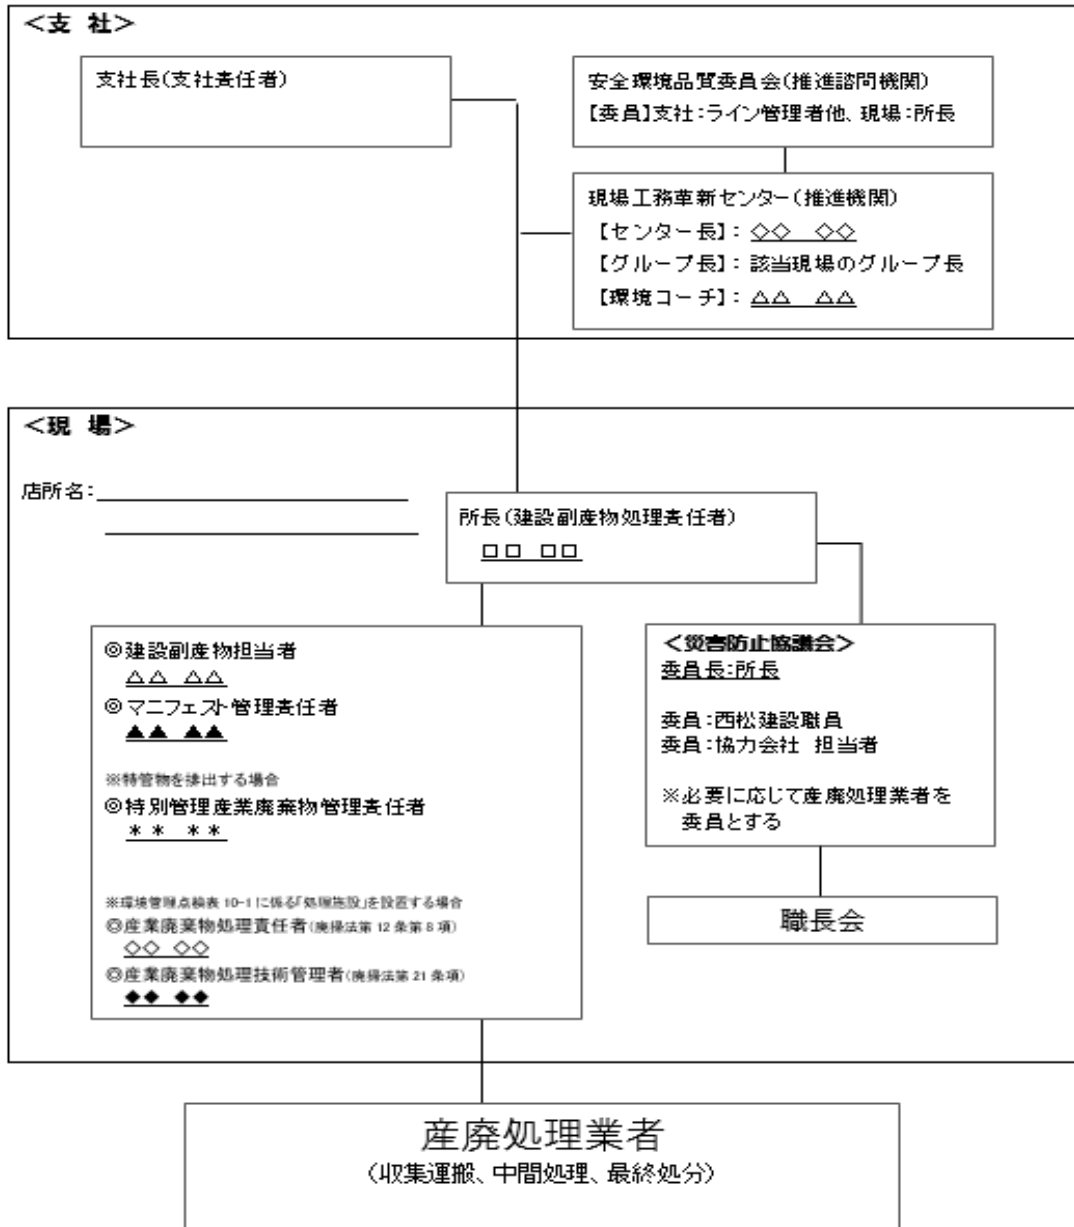 ＜支 社＞
支社長（支社責任者）
安全環境品質委員会（推進諮問機関）
【委員】支社：ライン管理者他、現場：所長
現場工務革新センター（推進機関）
【センター長】：◇◇　◇◇
【グループ長】：該当現場のグループ長
【環境コーチ】：△△　△△
＜現 場＞
店所名：
所長（建設副産物処理責任者）
□□ □□
◎建設副産物担当者
△△ △△
◎マニフェスト管理責任者
▲▲ ▲▲
※特管物を排出する場合
◎特別管理産業廃棄物管理責任者
＊＊ ＊＊
※環境管理点検表 10-1 に係る「処理施設」を設置する場合
◎産業廃棄物処理責任者（廃掃法第 12 条第 8 項）
◇◇ ◇◇
◎産業廃棄物処理技術管理者（廃掃法第 21 条項）
◆◆ ◆◆
＜災害防止協議会＞
委員長：所長
委員：西松建設職員
委員：協力会社 担当者
※必要に応じて産廃処理業者を
委員とする
職長会
産廃処理業者
（収集運搬、中間処理、最終処分）